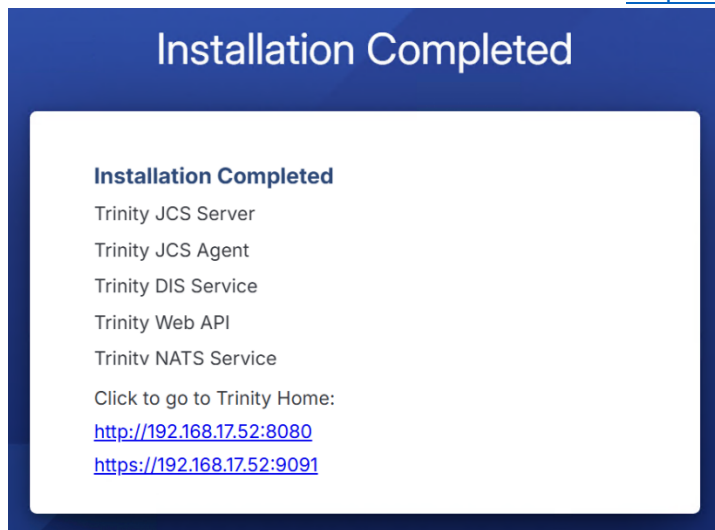 Installation Completed
Installation Completed
Trinity JCS Server
Trinity JCS Agent
Trinity DIS Service
Trinity Web API
Trinity NATS Service
Click to go to Trinity Home:
http://192.168.17.52:8080
https://192.168.17.52:9091